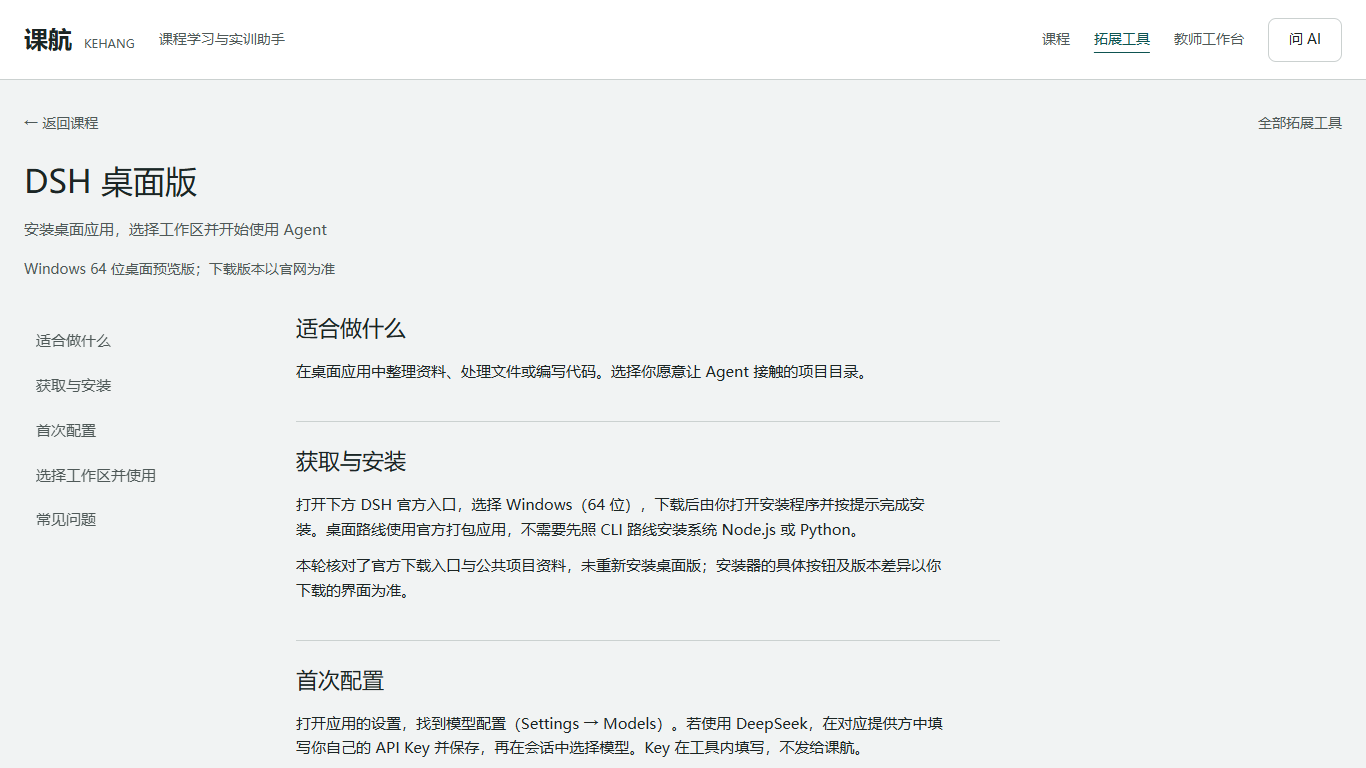 课航 KEHANG 课程学习与实训助手 课程 拓展工具 教师工作台 问 AI
← 返回课程 全部拓展工具
DSH 桌面版
安装桌面应用，选择工作区并开始使用 Agent
Windows 64 位桌面预览版；下载版本以官网为准
适合做什么
获取与安装
首次配置
选择工作区并使用
常见问题
适合做什么
在桌面应用中整理资料、处理文件或编写代码。选择你愿意让 Agent 接触的项目目录。
获取与安装
打开下方 DSH 官方入口，选择 Windows（64 位），下载后由你打开安装程序并按提示完成安
装。桌面路线使用官方打包应用，不需要先照 CLI 路线安装系统 Node.js 或 Python。
本轮核对了官方下载入口与公共项目资料，未重新安装桌面版；安装器的具体按钮及版本差异以你
下载的界面为准。
首次配置
打开应用的设置，找到模型配置（Settings → Models）。若使用 DeepSeek，在对应提供方中填
写你自己的 API Key 并保存，再在会话中选择模型。Key 在工具内填写，不发给课航。